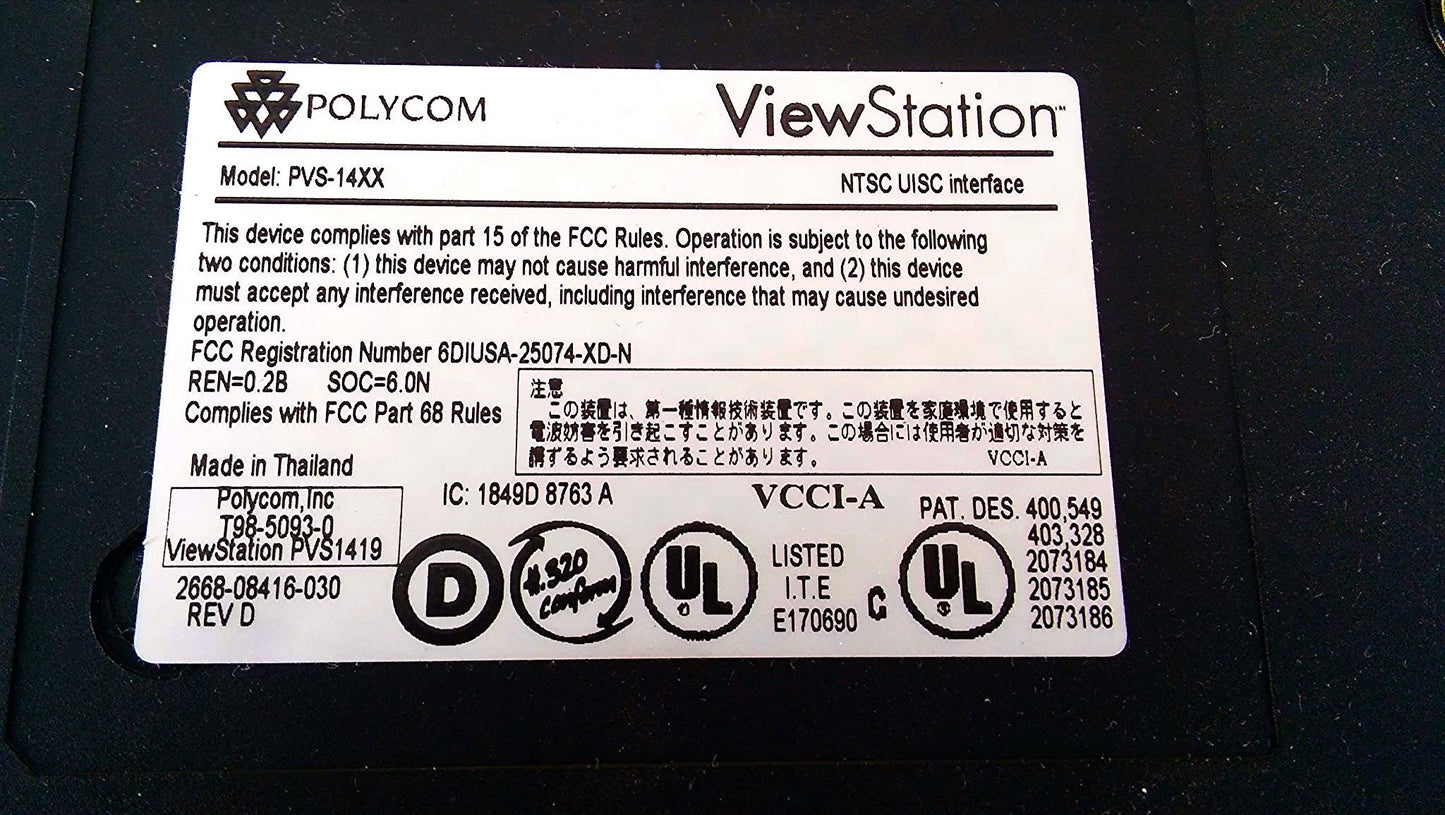 POLYCOM
ViewStation™
Model: PVS-14XX
NTSC UISC interface
This device complies with part 15 of the FCC Rules. Operation is subject to the following
two conditions: (1) this device may not cause harmful interference, and (2) this device
must accept any interference received, including interference that may cause undesired
operation.
FCC Registration Number 6DIUSA-25074-XD-N
REN=0.2B SOC=6.0N
Complies with FCC Part 68 Rules
注意
この装置は、第一種情報技術装置です。この装置を家庭環境で使用すると
電波妨害を引き起こすことがあります。この場合には使用者が適切な対策を
講ずるよう要求されることがあります。 VCCI-A
Made in Thailand
Polycom,Inc
T98-5093-0
ViewStation PVS1419
2668-08416-030
REV D
IC: 1849D 8763 A
VCCI-A
PAT. DES. 400,549
403,328
2073184
2073185
2073186
D
H.320
conform
UL
LISTED
I.T.E
E170690
C
UL